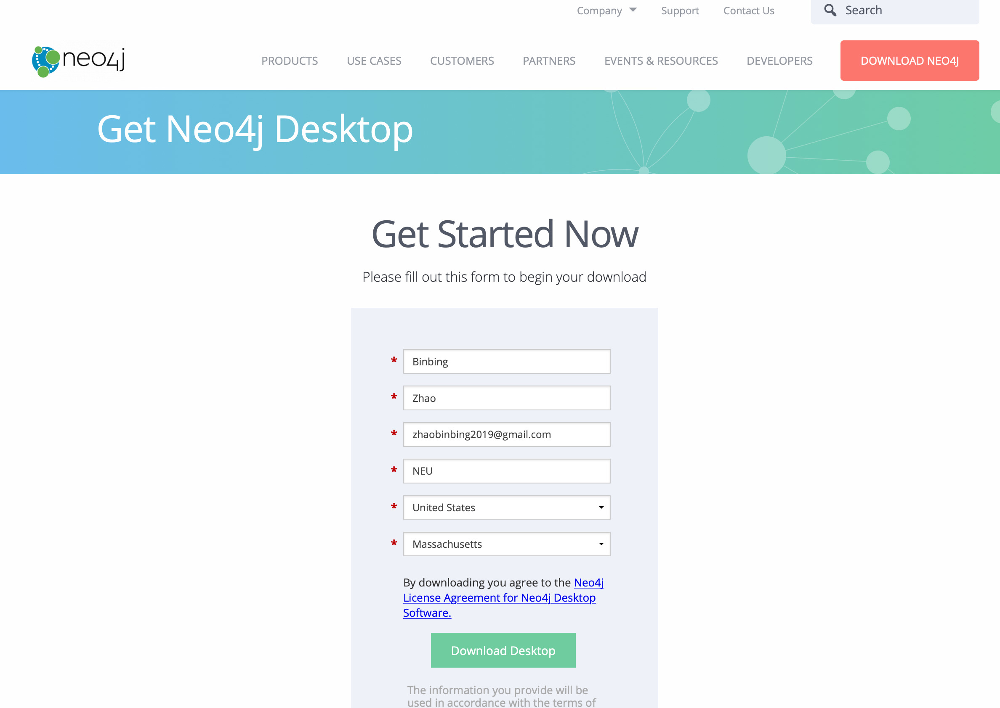 Company Support Contact Us Search
neo4j PRODUCTS USE CASES CUSTOMERS PARTNERS EVENTS & RESOURCES DEVELOPERS DOWNLOAD NEO4J
Get Neo4j Desktop
Get Started Now
Please fill out this form to begin your download
* Binbing
* Zhao
* zhaobinbing2019@gmail.com
* NEU
* United States
* Massachusetts
By downloading you agree to the Neo4j
License Agreement for Neo4j Desktop
Software.
Download Desktop
The information you provide will be
used in accordance with the terms of